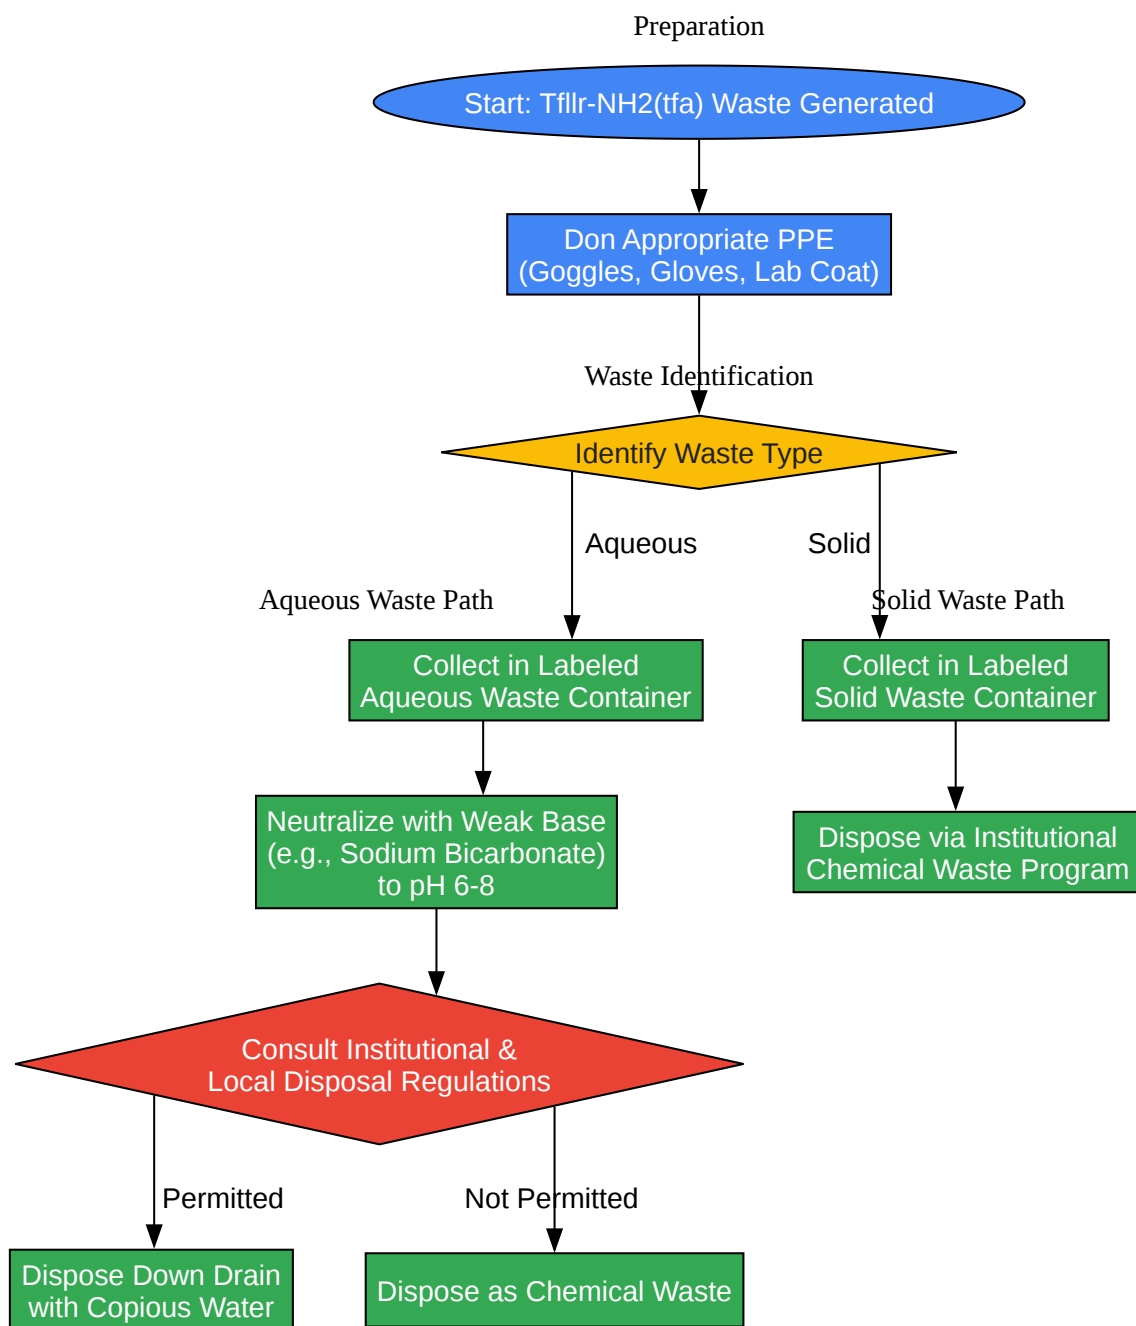 Preparation
Start: Tfllr-NH2(tfa) Waste Generated
Don Appropriate PPE
(Goggles, Gloves, Lab Coat)
Waste Identification
Identify Waste Type
Aqueous
Solid
Aqueous Waste Path
Solid Waste Path
Collect in Labeled
Aqueous Waste Container
Collect in Labeled
Solid Waste Container
Neutralize with Weak Base
(e.g., Sodium Bicarbonate)
to pH 6-8
Dispose via Institutional
Chemical Waste Program
Consult Institutional &
Local Disposal Regulations
Permitted
Not Permitted
Dispose Down Drain
with Copious Water
Dispose as Chemical Waste